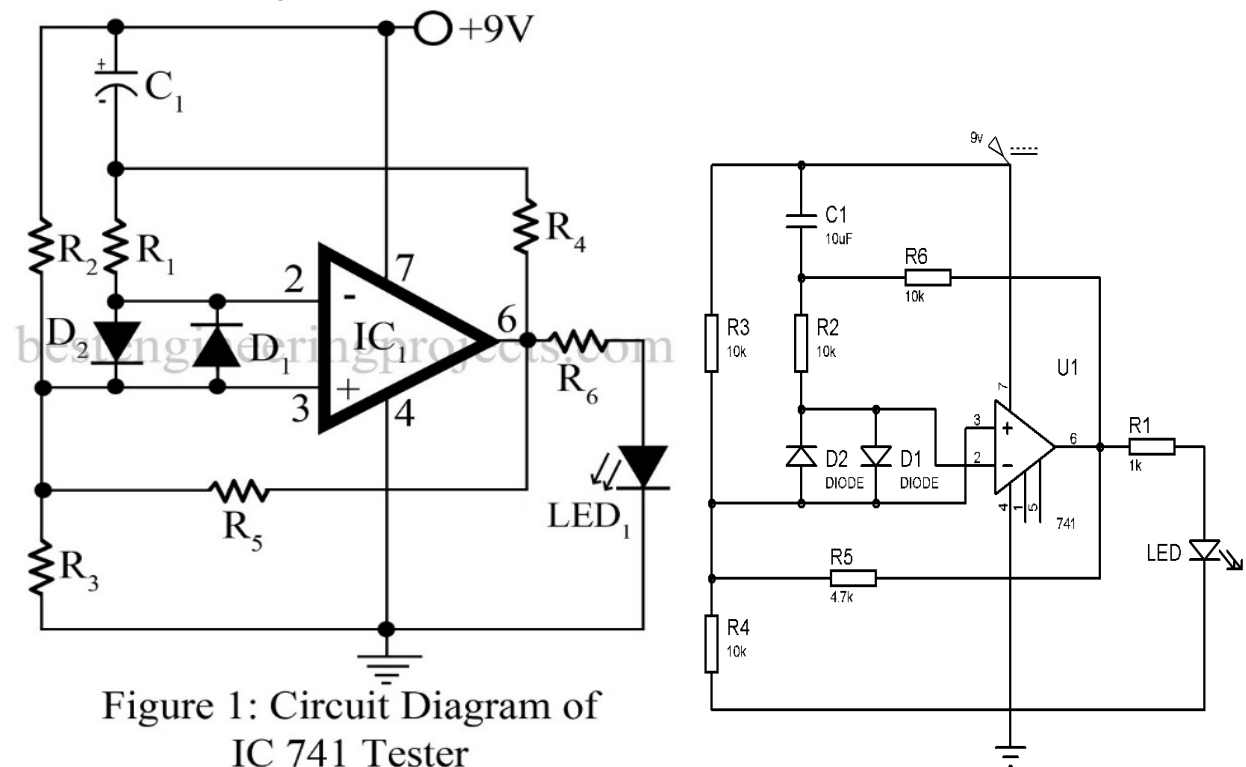 +9V
+
C1
-
R2
R1
R4
2
7
-
6
D2
D1
IC1
bestengineeringprojects.com
R6
+
3
4
LED1
R5
R3
Figure 1: Circuit Diagram of
IC 741 Tester
9v
C1
10uF
R6
10k
R3
10k
R2
10k
U1
7
3
+
6
R1
1k
2
-
D2
DIODE
D1
DIODE
4
1
5
741
LED
R5
4.7k
R4
10k